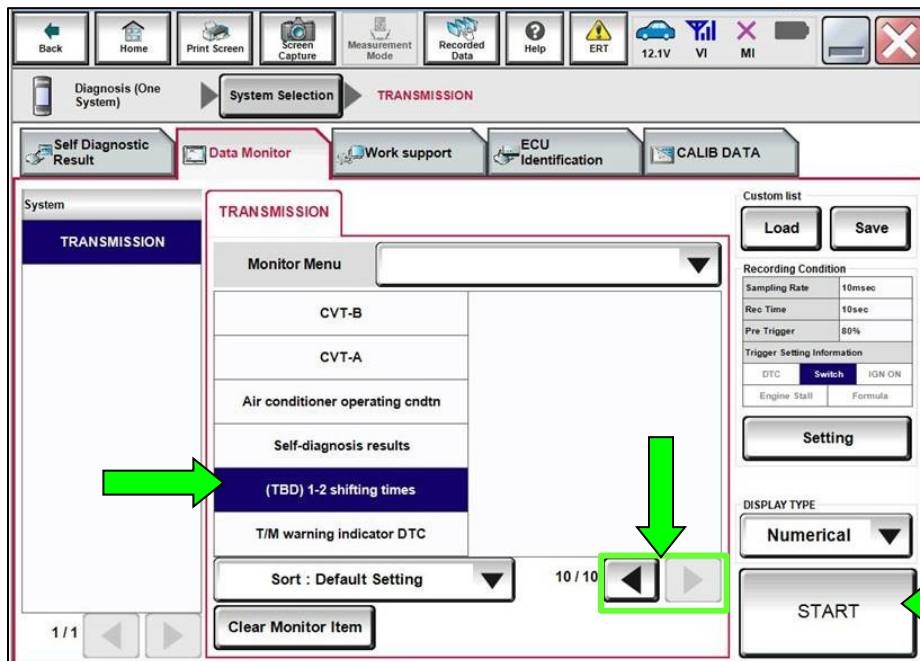 Back
Home
Print Screen
Screen
Capture
Measurement
Mode
Recorded
Data
Help
ERT
12.1V
VI
MI
Diagnosis (One
System)
System Selection
TRANSMISSION
Self Diagnostic
Result
Data Monitor
Work support
ECU
Identification
CALIB DATA
System
TRANSMISSION
1/1
TRANSMISSION
Monitor Menu
CVT-B
CVT-A
Air conditioner operating cndtn
Self-diagnosis results
(TBD) 1-2 shifting times
T/M warning indicator DTC
Sort : Default Setting
10 / 10
Clear Monitor Item
Custom list
Load
Save
Recording Condition
Sampling Rate 10msec
Rec Time 10sec
Pre Trigger 80%
Trigger Setting Information
DTC Switch IGN ON
Engine Stall Formula
Setting
DISPLAY TYPE
Numerical
START